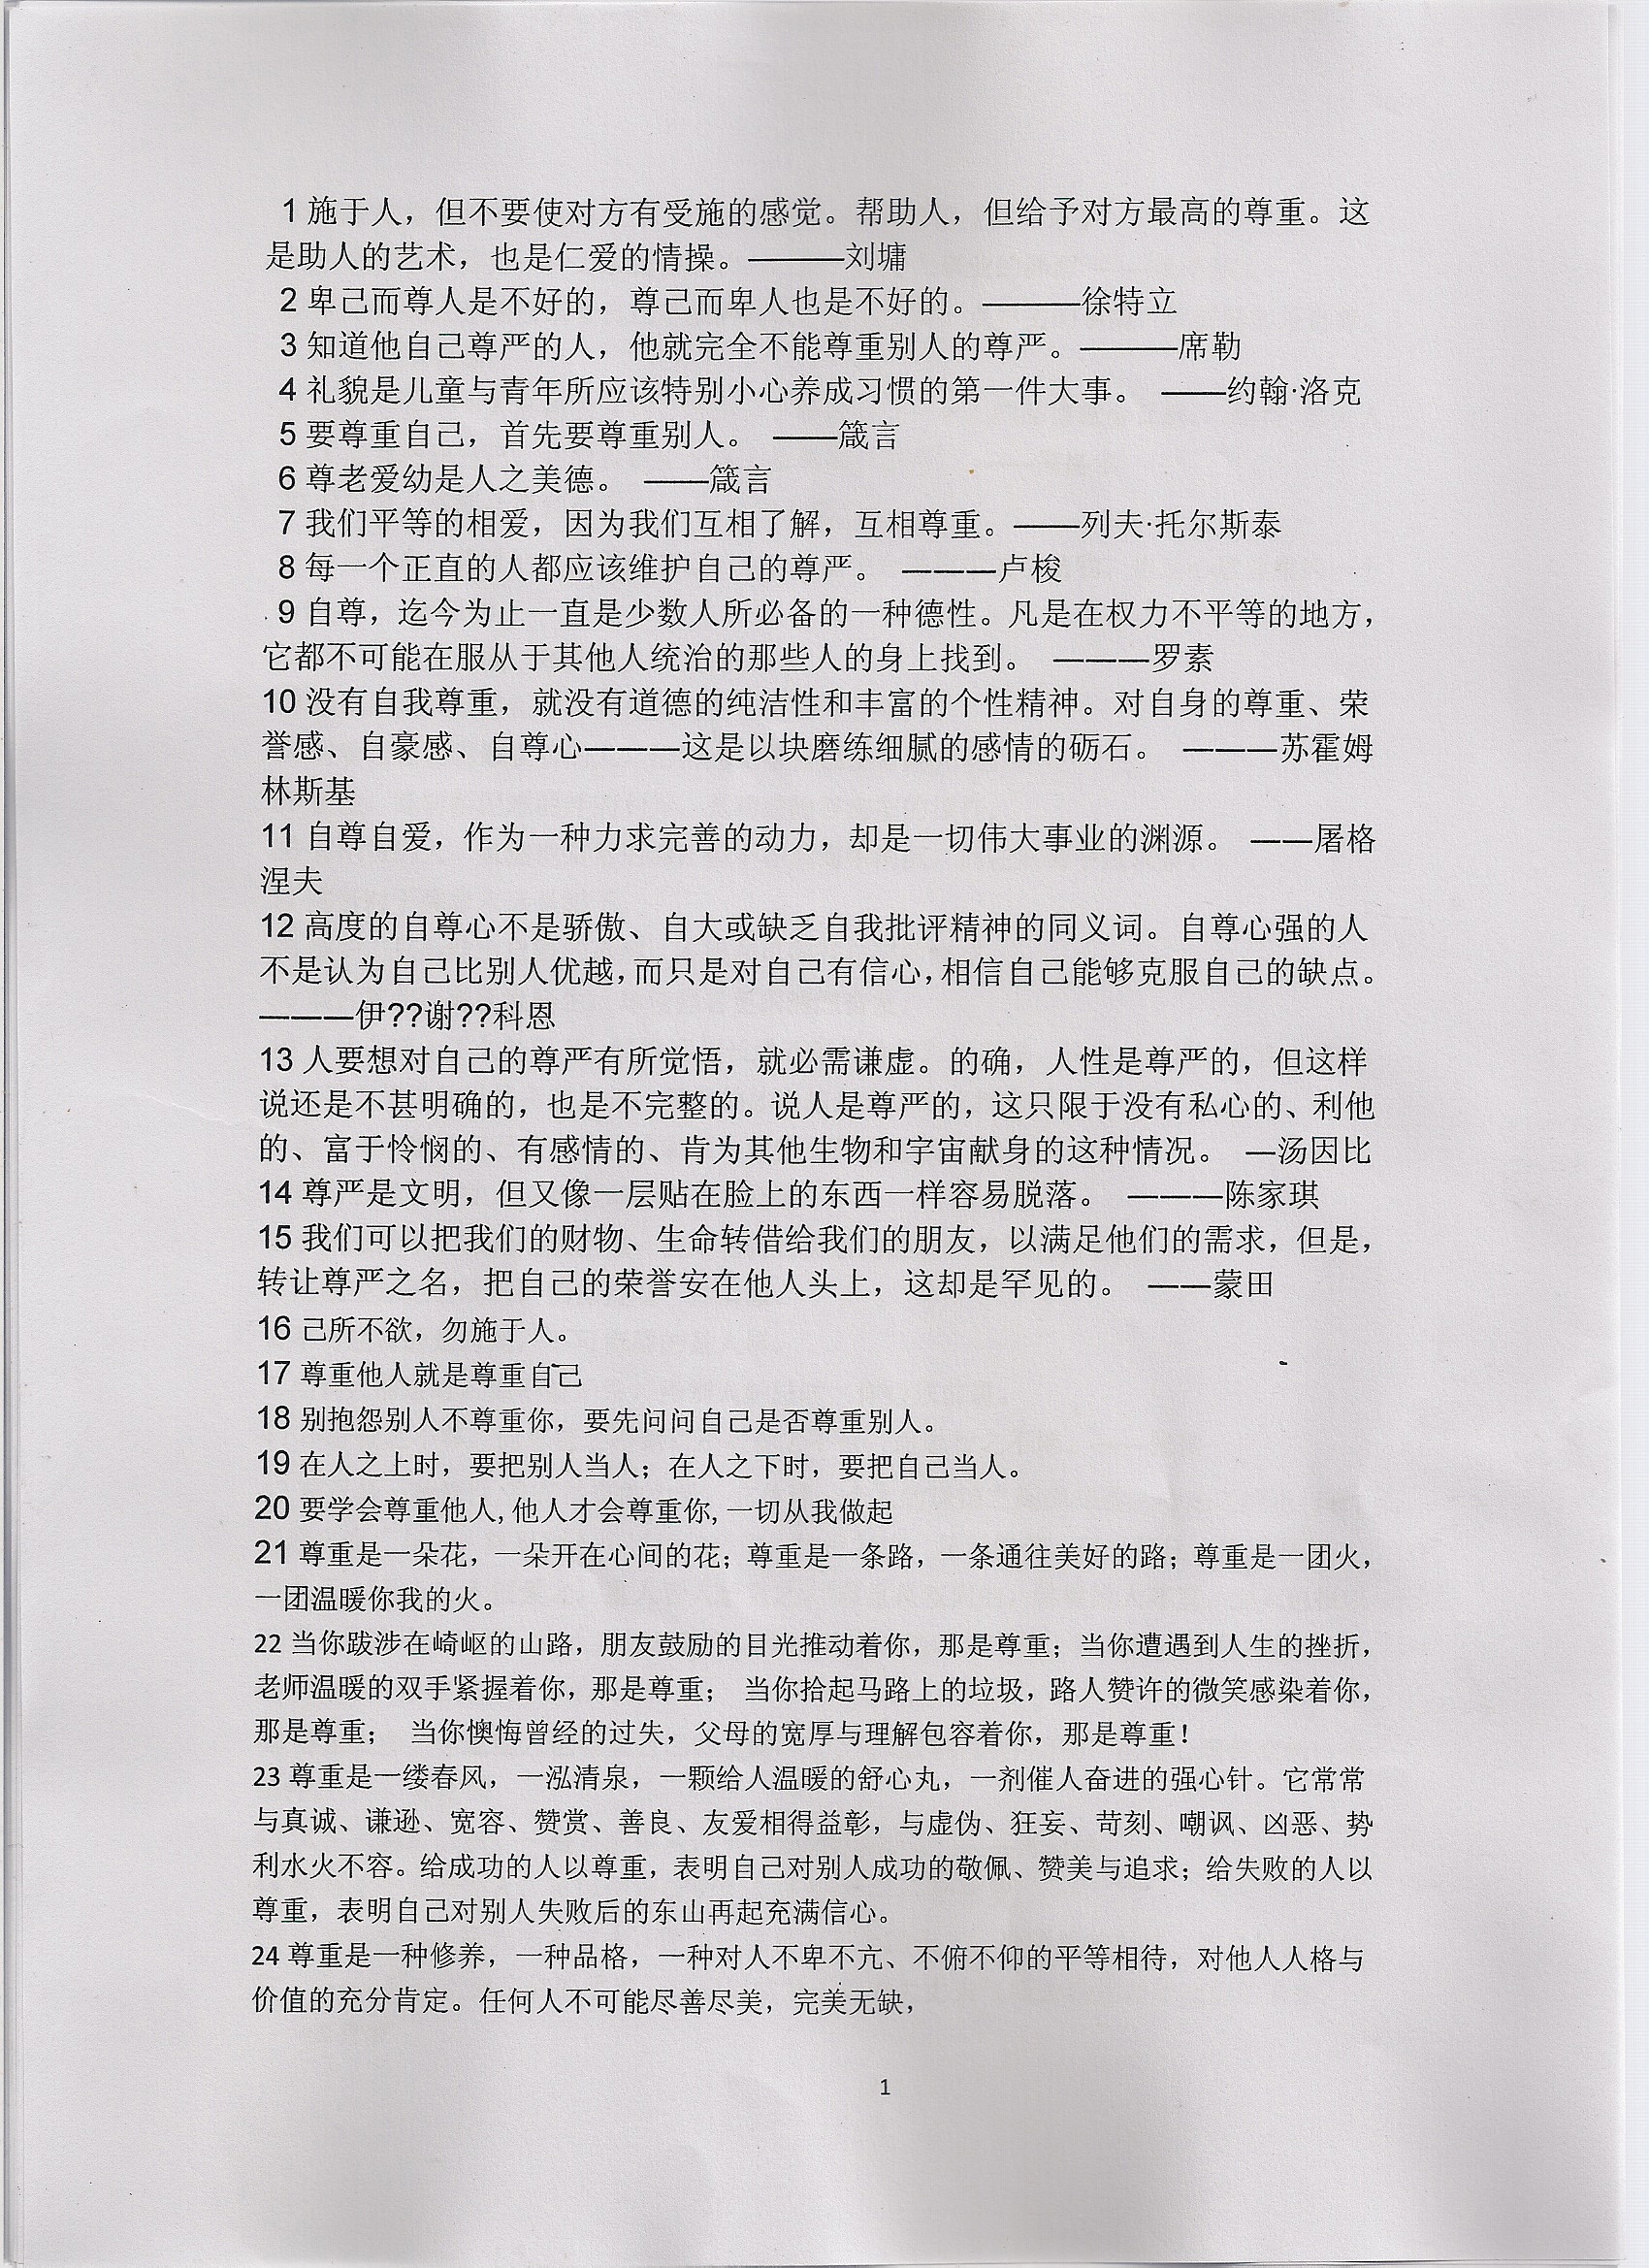 1 施于人，但不要使对方有受施的感觉。帮助人，但给予对方最高的尊重。这
是助人的艺术，也是仁爱的情操。———刘墉
2 卑己而尊人是不好的，尊己而卑人也是不好的。———徐特立
3 知道他自己尊严的人，他就完全不能尊重别人的尊严。———席勒
4 礼貌是儿童与青年所应该特别小心养成习惯的第一件大事。 ——约翰·洛克
5 要尊重自己，首先要尊重别人。 ——箴言
6 尊老爱幼是人之美德。 ——箴言
7 我们平等的相爱，因为我们互相了解，互相尊重。——列夫·托尔斯泰
8 每一个正直的人都应该维护自己的尊严。 ———卢梭
9 自尊，迄今为止一直是少数人所必备的一种德性。凡是在权力不平等的地方，
它都不可能在服从于其他人统治的那些人的身上找到。 ———罗素
10 没有自我尊重，就没有道德的纯洁性和丰富的个性精神。对自身的尊重、荣
誉感、自豪感、自尊心———这是以块磨练细腻的感情的砺石。 ———苏霍姆
林斯基
11 自尊自爱，作为一种力求完善的动力，却是一切伟大事业的渊源。 ——屠格
涅夫
12 高度的自尊心不是骄傲、自大或缺乏自我批评精神的同义词。自尊心强的人
不是认为自己比别人优越，而只是对自己有信心，相信自己能够克服自己的缺点。
———伊??谢??科恩
13 人要想对自己的尊严有所觉悟，就必需谦虚。的确，人性是尊严的，但这样
说还是不甚明确的，也是不完整的。说人是尊严的，这只限于没有私心的、利他
的、富于怜悯的、有感情的、肯为其他生物和宇宙献身的这种情况。 —汤因比
14 尊严是文明，但又像一层贴在脸上的东西一样容易脱落。 ———陈家琪
15 我们可以把我们的财物、生命转借给我们的朋友，以满足他们的需求，但是，
转让尊严之名，把自己的荣誉安在他人头上，这却是罕见的。 ——蒙田
16 己所不欲，勿施于人。
17 尊重他人就是尊重自己
18 别抱怨别人不尊重你，要先问问自己是否尊重别人。
19 在人之上时，要把别人当人；在人之下时，要把自己当人。
20 要学会尊重他人,他人才会尊重你,一切从我做起
21 尊重是一朵花，一朵开在心间的花；尊重是一条路，一条通往美好的路；尊重是一团火，
一团温暖你我的火。
22 当你跋涉在崎岖的山路，朋友鼓励的目光推动着你，那是尊重；当你遭遇到人生的挫折，
老师温暖的双手紧握着你，那是尊重； 当你拾起马路上的垃圾，路人赞许的微笑感染着你，
那是尊重； 当你懊悔曾经的过失，父母的宽厚与理解包容着你，那是尊重！
23 尊重是一缕春风，一泓清泉，一颗给人温暖的舒心丸，一剂催人奋进的强心针。它常常
与真诚、谦逊、宽容、赞赏、善良、友爱相得益彰，与虚伪、狂妄、苛刻、嘲讽、凶恶、势
利水火不容。给成功的人以尊重，表明自己对别人成功的敬佩、赞美与追求；给失败的人以
尊重，表明自己对别人失败后的东山再起充满信心。
24 尊重是一种修养，一种品格，一种对人不卑不亢、不俯不仰的平等相待，对他人人格与
价值的充分肯定。任何人不可能尽善尽美，完美无缺，
1